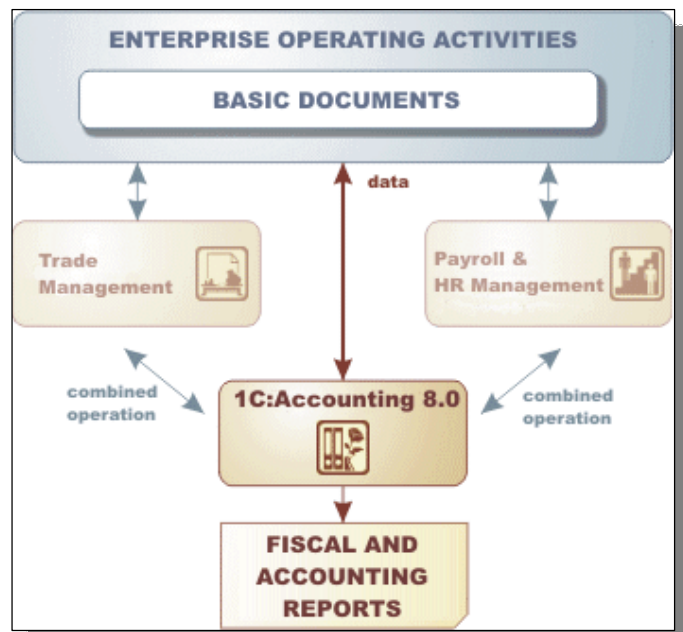 ENTERPRISE OPERATING ACTIVITIES
BASIC DOCUMENTS
data
Trade
Management
Payroll &
HR Management
combined
operation
1C:Accounting 8.0
combined
operation
FISCAL AND
ACCOUNTING
REPORTS